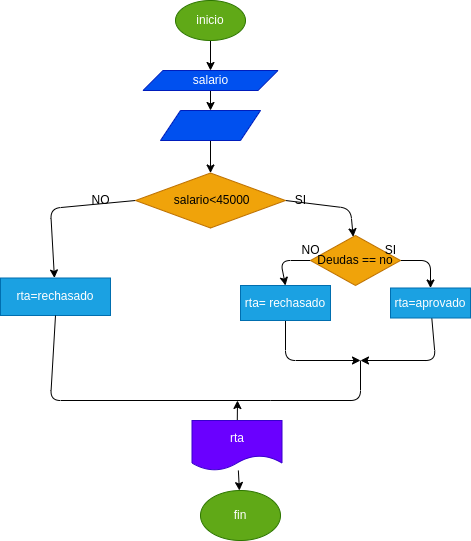 inicio
salario
salario<45000
NO
SI
NO
SI
Deudas == no
rta=rechasado
rta= rechasado
rta=aprovado
rta
fin